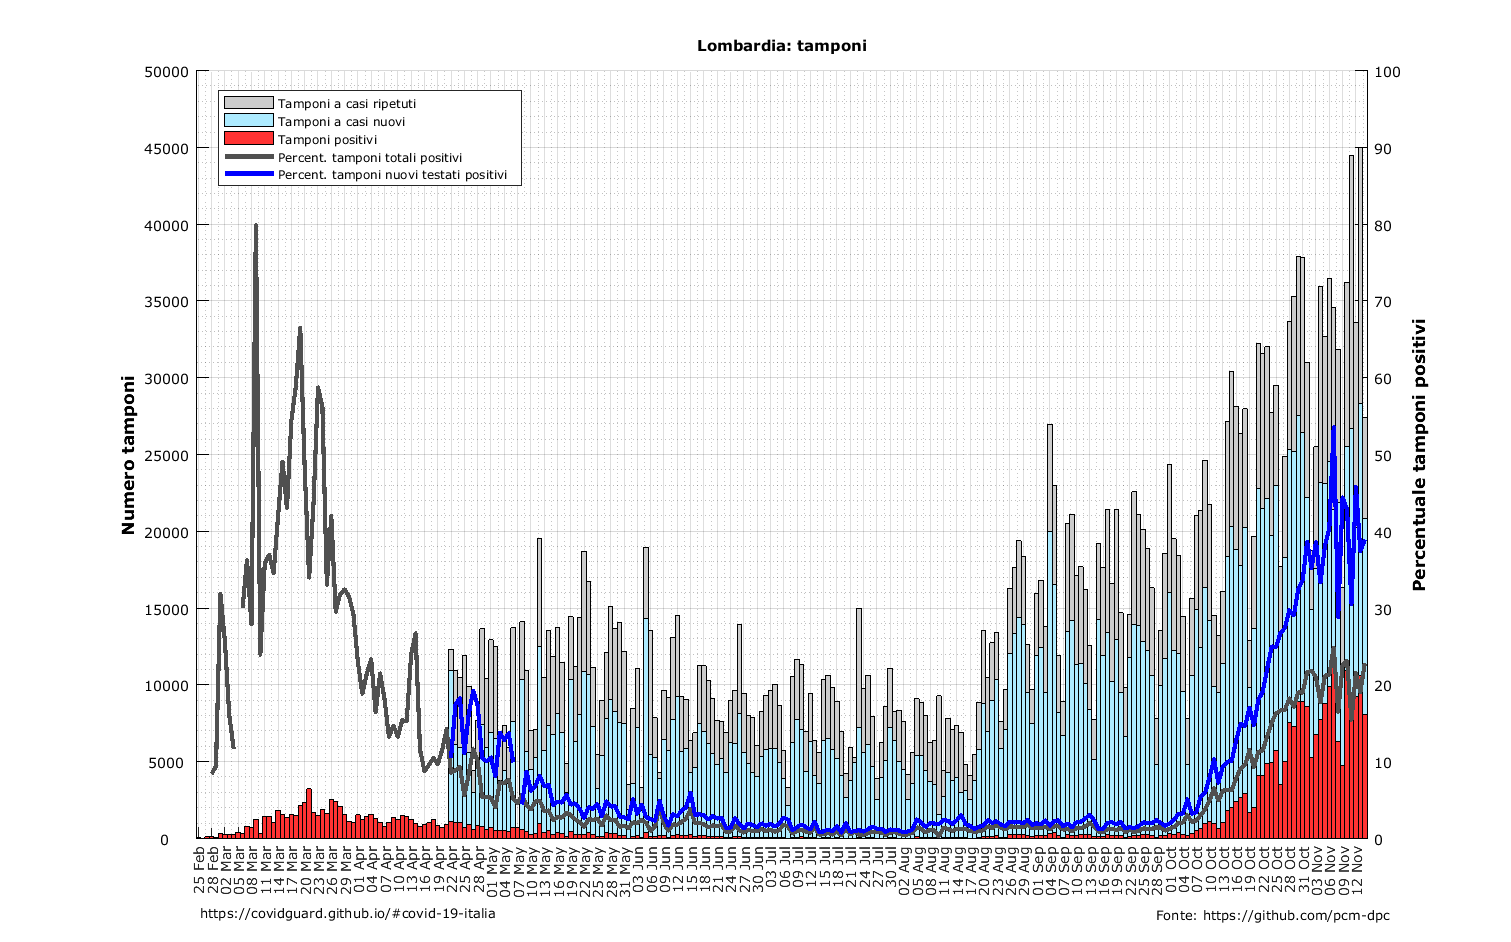 Lombardia: tamponi
Tamponi a casi ripetuti
Tamponi a casi nuovi
Tamponi positivi
Percent. tamponi totali positivi
Percent. tamponi nuovi testati positivi
Numero tamponi
50000
45000
40000
35000
30000
25000
20000
15000
10000
5000
0
Percentuale tamponi positivi
100
90
80
70
60
50
40
30
20
10
0
25 Feb
28 Feb
02 Mar
05 Mar
08 Mar
11 Mar
14 Mar
17 Mar
20 Mar
23 Mar
26 Mar
29 Mar
01 Apr
04 Apr
07 Apr
10 Apr
13 Apr
16 Apr
19 Apr
22 Apr
25 Apr
28 Apr
01 May
04 May
07 May
10 May
13 May
16 May
19 May
22 May
25 May
28 May
31 May
03 Jun
06 Jun
09 Jun
12 Jun
15 Jun
18 Jun
21 Jun
24 Jun
27 Jun
30 Jun
03 Jul
06 Jul
09 Jul
12 Jul
15 Jul
18 Jul
21 Jul
24 Jul
27 Jul
30 Jul
02 Aug
05 Aug
08 Aug
11 Aug
14 Aug
17 Aug
20 Aug
23 Aug
26 Aug
29 Aug
01 Sep
04 Sep
07 Sep
10 Sep
13 Sep
16 Sep
19 Sep
22 Sep
25 Sep
28 Sep
01 Oct
04 Oct
07 Oct
10 Oct
13 Oct
16 Oct
19 Oct
22 Oct
25 Oct
28 Oct
31 Oct
03 Nov
06 Nov
09 Nov
12 Nov
https://covidguard.github.io/#covid-19-italia
Fonte: https://github.com/pcm-dpc